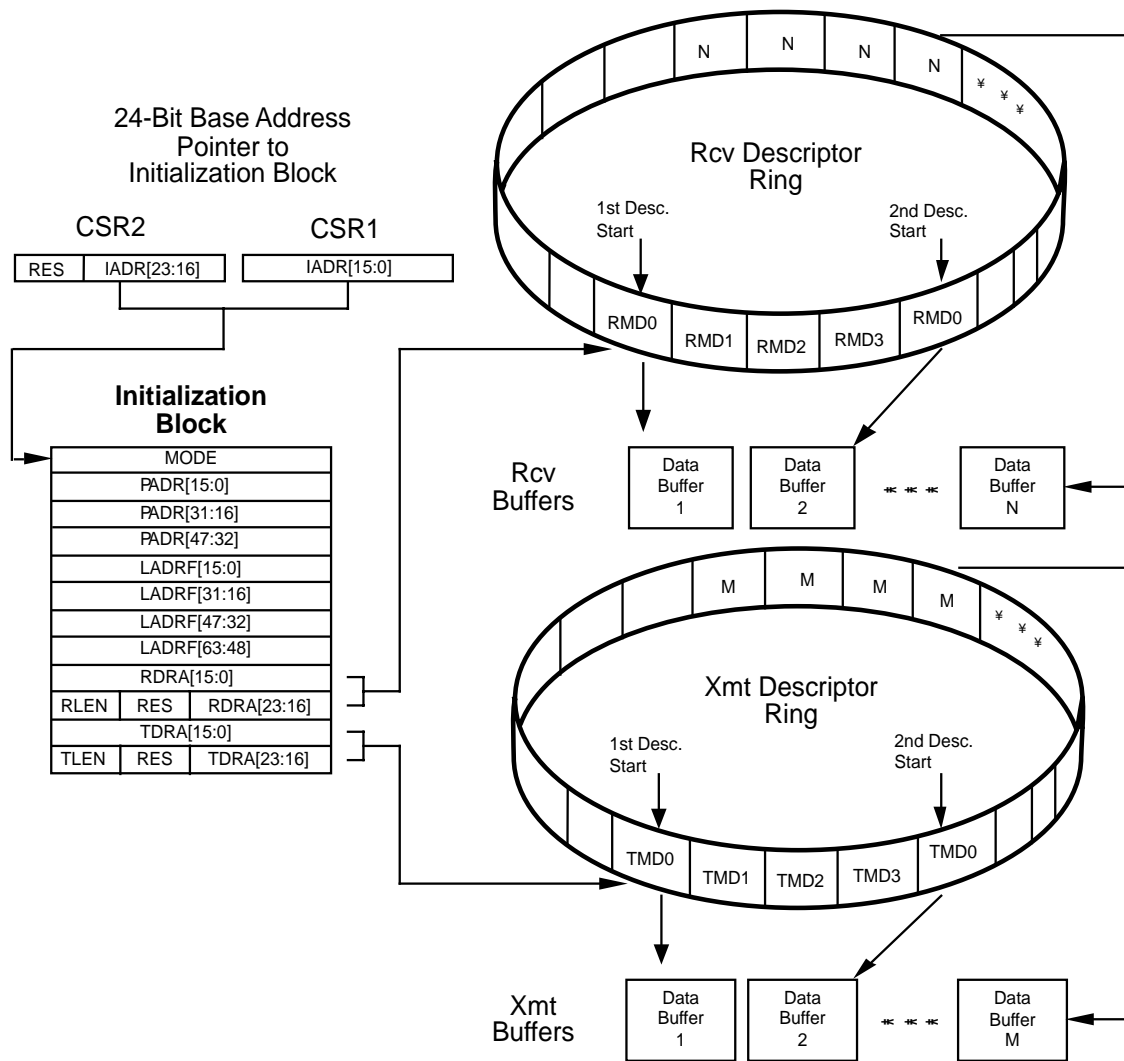 24-Bit Base Address
Pointer to
Initialization Block
CSR2
CSR1
RES
IADR[23:16]
IADR[15:0]
Initialization
Block
MODE
PADR[15:0]
PADR[31:16]
PADR[47:32]
LADRF[15:0]
LADRF[31:16]
LADRF[47:32]
LADRF[63:48]
RDRA[15:0]
RLEN RES RDRA[23:16]
TDRA[15:0]
TLEN RES TDRA[23:16]
N N N N ¥ ¥ ¥
Rcv Descriptor
Ring
1st Desc.
Start
2nd Desc.
Start
RMD0 RMD1 RMD2 RMD3 RMD0
Rcv
Buffers
Data
Buffer
1
Data
Buffer
2
Data
Buffer
N
M M M M ¥ ¥ ¥
Xmt Descriptor
Ring
1st Desc.
Start
2nd Desc.
Start
TMD0 TMD1 TMD2 TMD3 TMD0
Xmt
Buffers
Data
Buffer
1
Data
Buffer
2
Data
Buffer
M